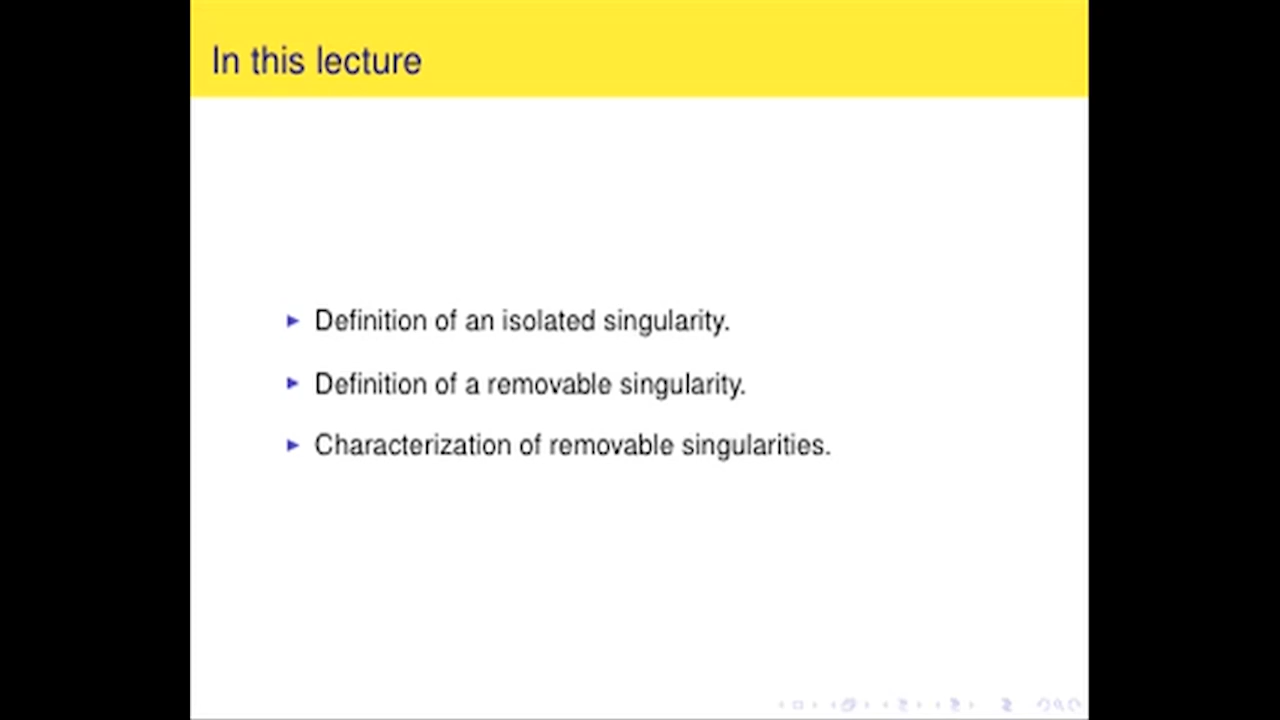 In this lecture
Definition of an isolated singularity.
Definition of a removable singularity.
Characterization of removable singularities.